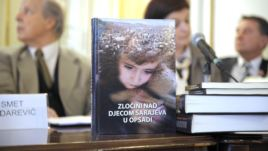 SMET
DAREVIĆ
ZLOČINI NAD
DJECOM SARAJEVA
U OPSADI